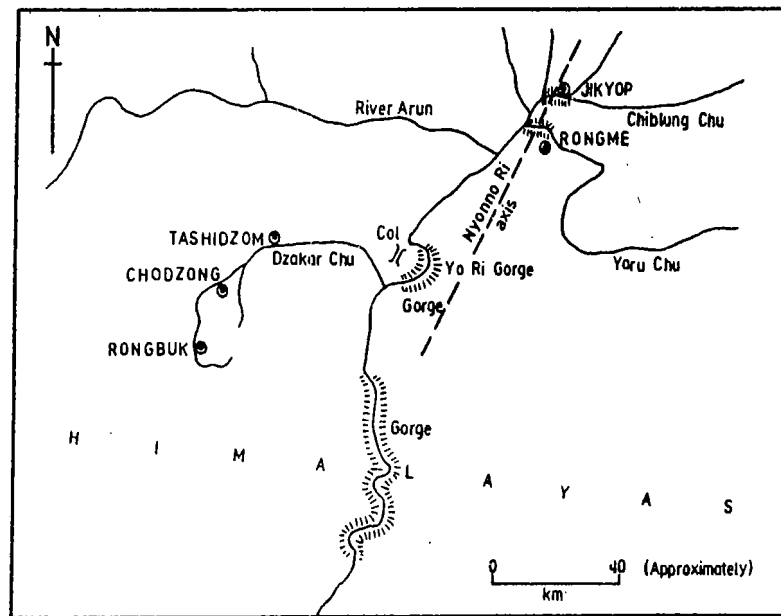 N
JIKYOP
River Arun
Chiblung Chu
RONGME
Nyonno Ri
axis
TASHIDZOM
Col
Dzakar Chu
Yo Ri Gorge
Yaru Chu
CHODZONG
Gorge
RONGBUK
Gorge
H I M A L A Y A S
0 40 (Approximately)
km